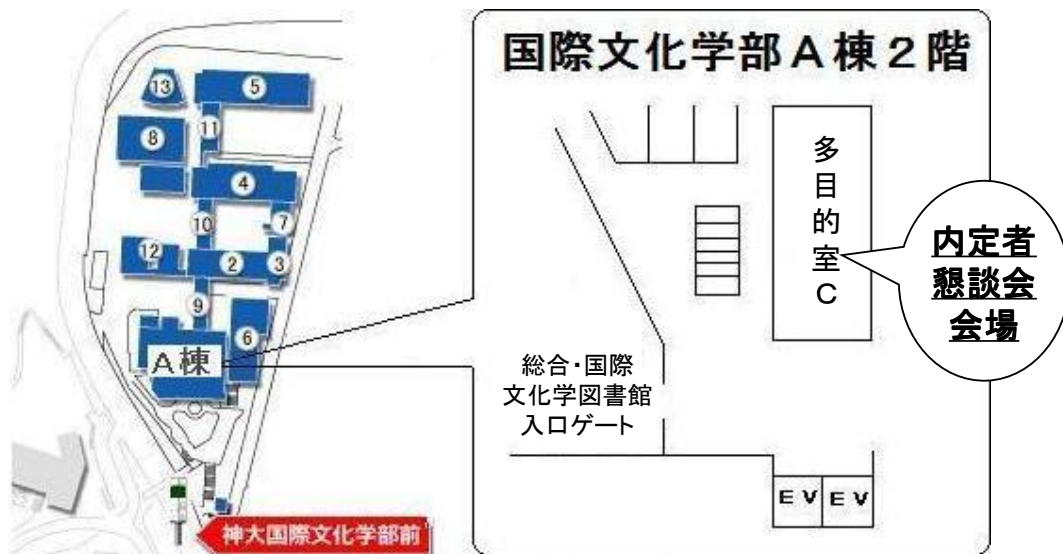 国際文化学部A棟2階
⑬
⑤
⑪
⑧
④
⑩
⑦
⑫
②
③
⑨
⑥
A棟
神大国際文化学部前
多目的室C
内定者
懇談会
会場
総合・国際
文化学図書館
入口ゲート
EV
EV